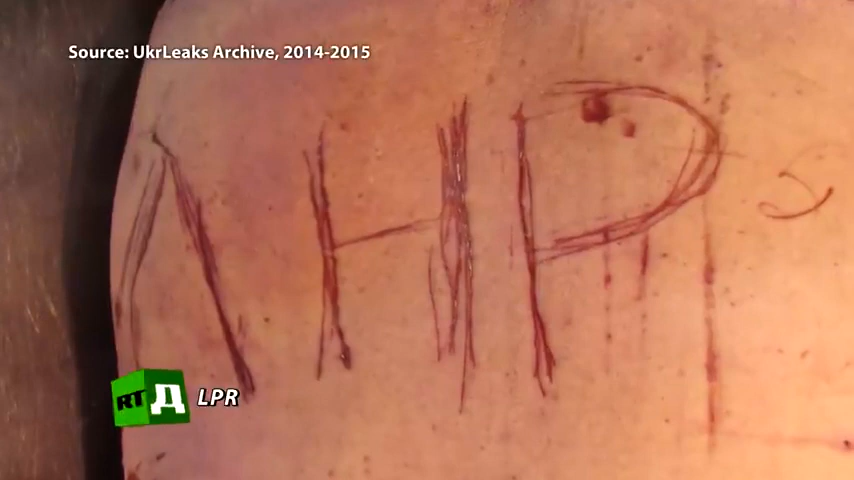 Source: UkrLeaks Archive, 2014-2015
ЛНР
RT Д LPR